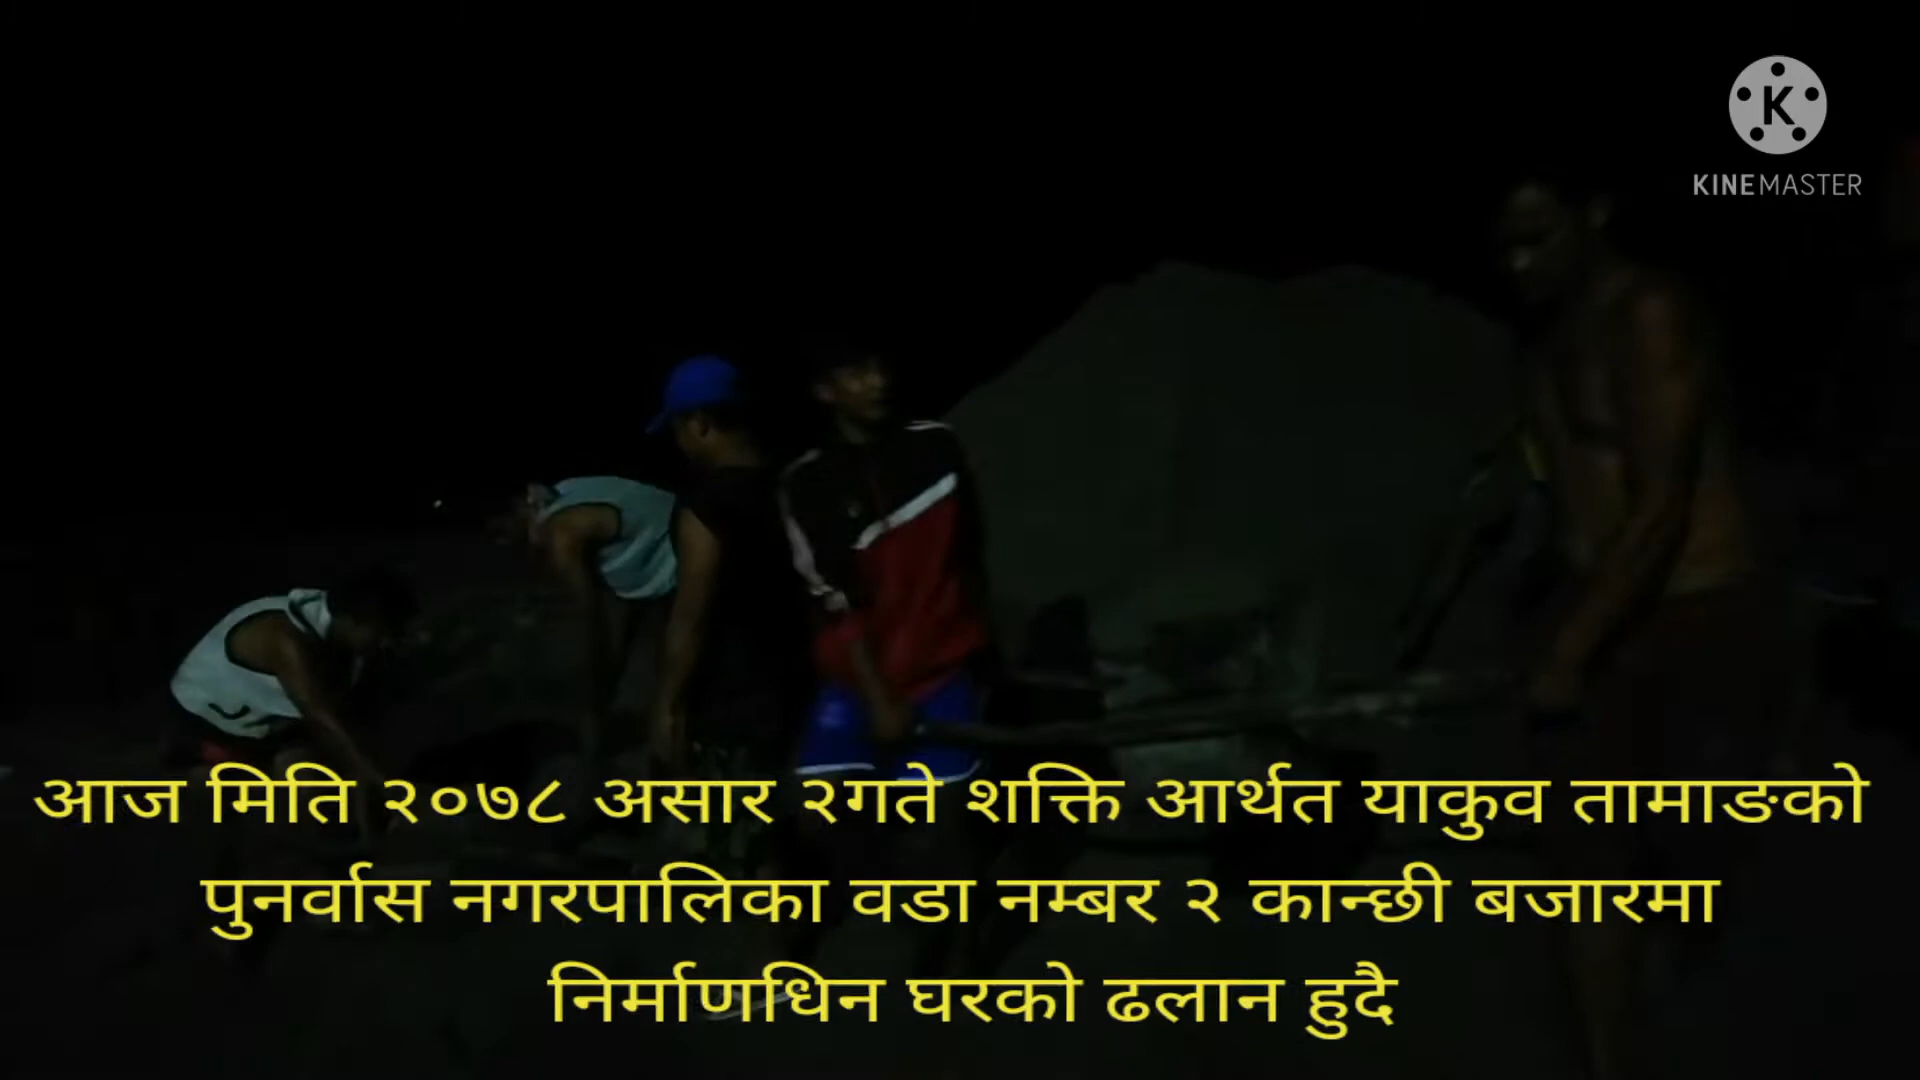 KINEMASTER
आज मिति २०७८ असार २गते शक्ति आर्थत याकुव तामाङको
पुनर्वास नगरपालिका वडा नम्बर २ कान्छी बजारमा
निर्माणधिन घरको ढलान हुदै